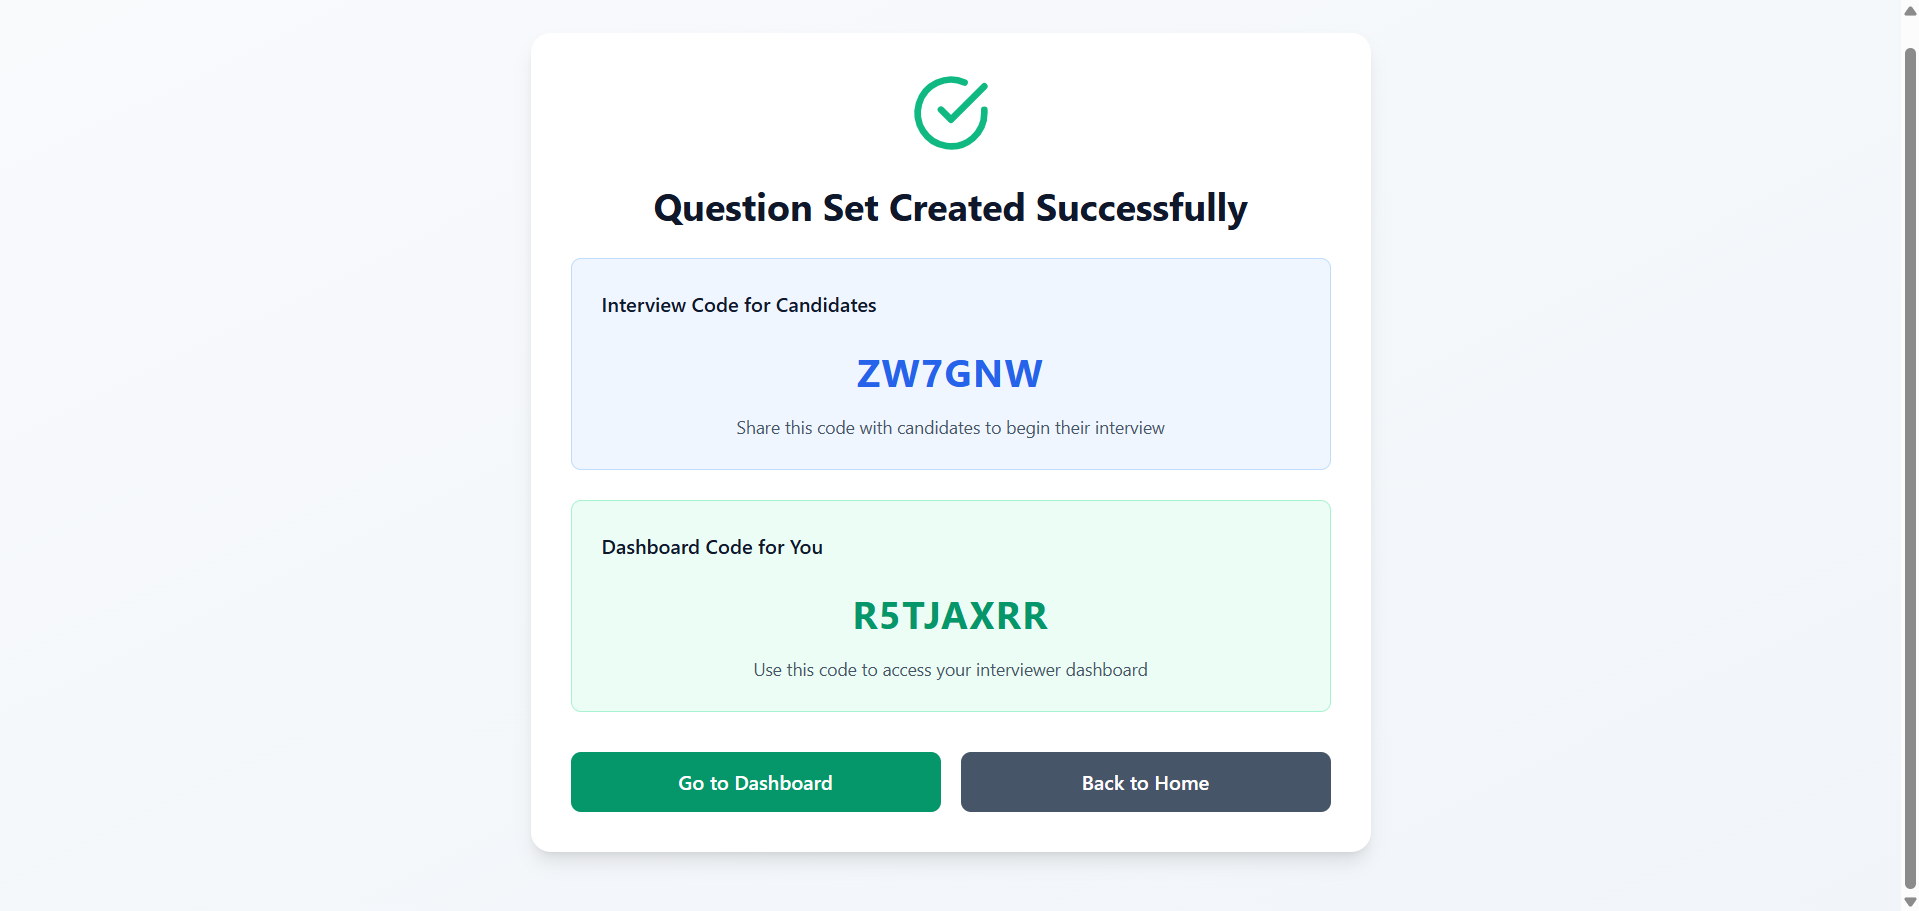 Question Set Created Successfully
Interview Code for Candidates
ZW7GNW
Share this code with candidates to begin their interview
Dashboard Code for You
R5TJAXRR
Use this code to access your interviewer dashboard
Go to Dashboard
Back to Home